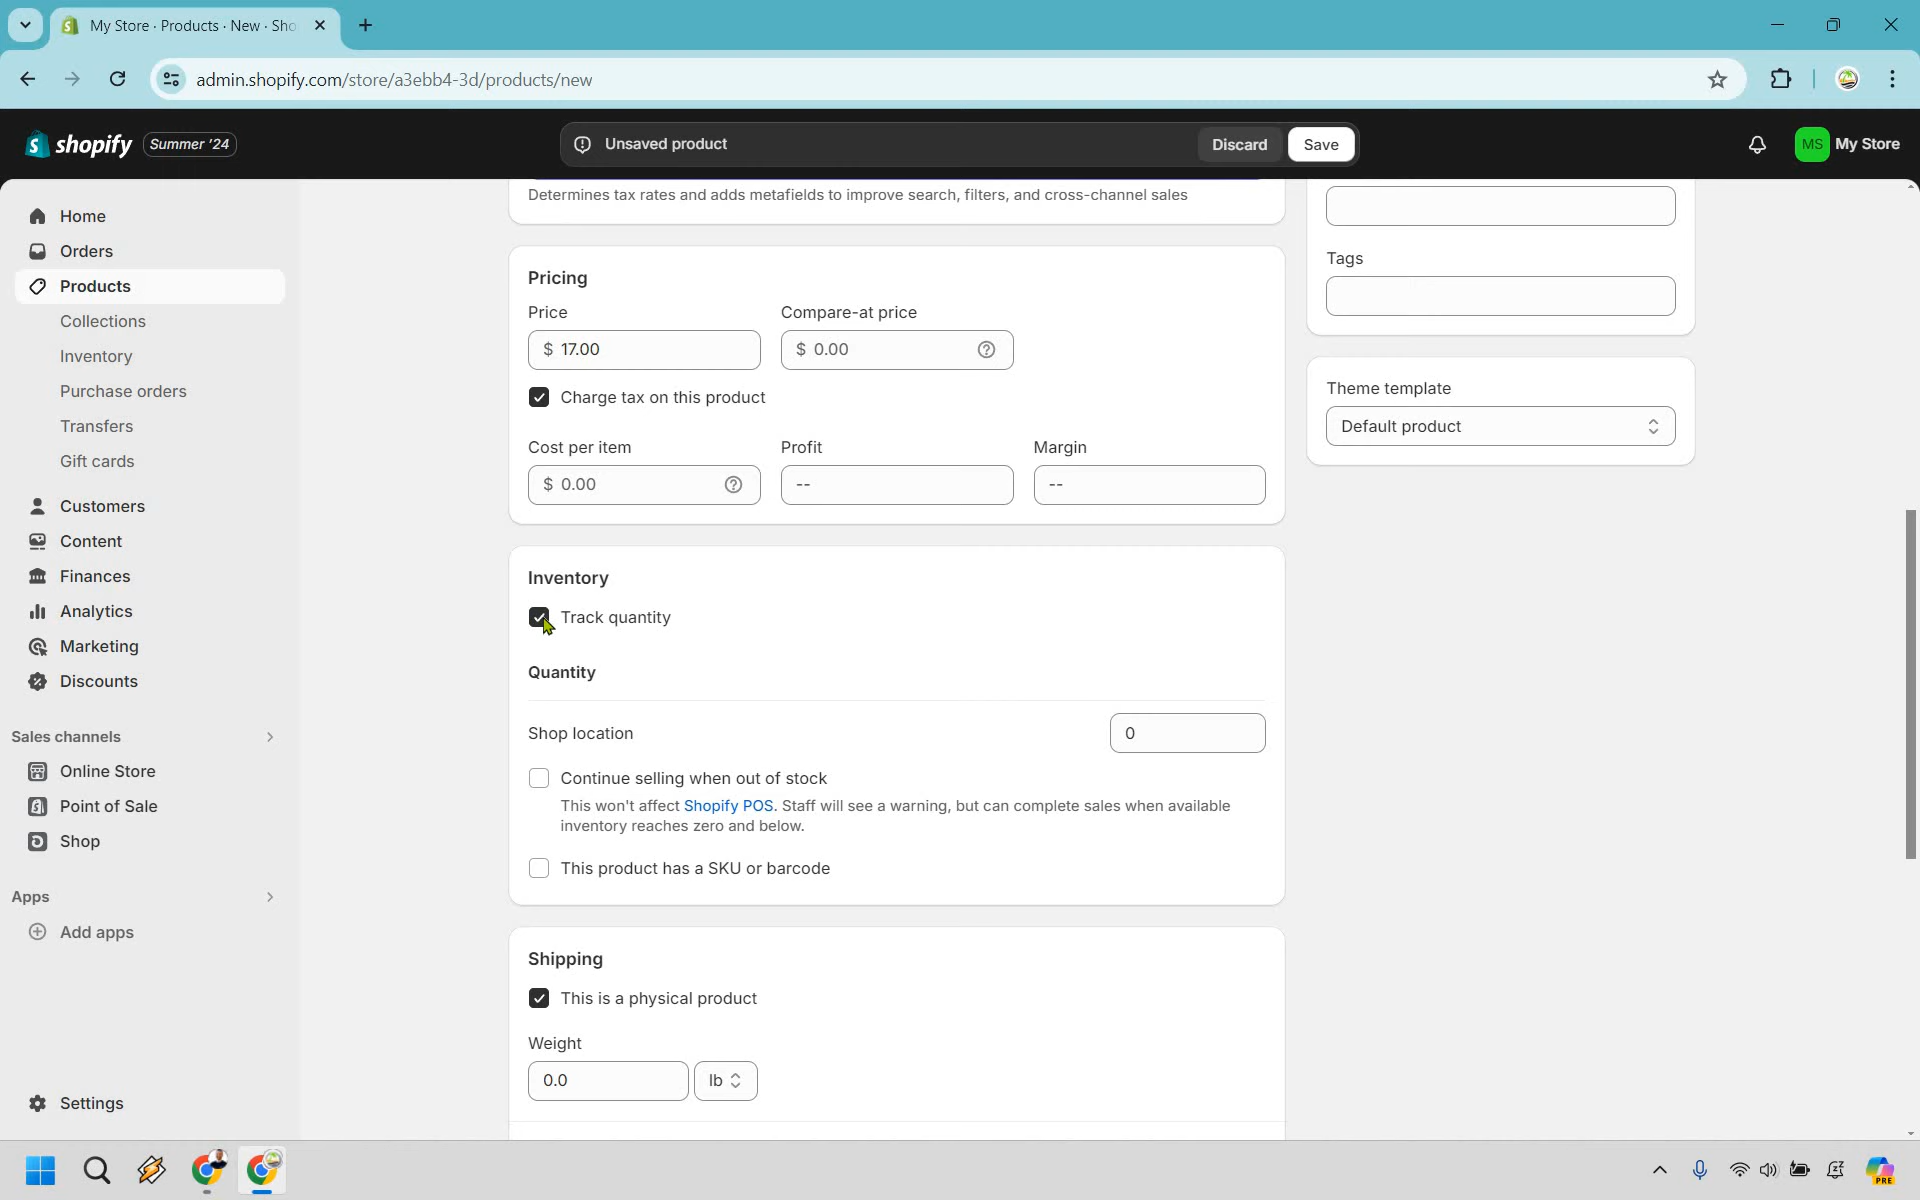 My Store · Products · New · Sho
admin.shopify.com/store/a3ebb4-3d/products/new
shopify
Summer '24
Unsaved product
Discard
Save
MS
My Store
Home
Orders
Products
Collections
Inventory
Purchase orders
Transfers
Gift cards
Customers
Content
Finances
Analytics
Marketing
Discounts
Sales channels
Online Store
Point of Sale
Shop
Apps
Add apps
Settings
Determines tax rates and adds metafields to improve search, filters, and cross-channel sales
Pricing
Price
Compare-at price
$ 17.00
$ 0.00
Charge tax on this product
Cost per item
Profit
Margin
$ 0.00
--
--
Inventory
Track quantity
Quantity
Shop location
0
Continue selling when out of stock
This won't affect Shopify POS. Staff will see a warning, but can complete sales when available
inventory reaches zero and below.
This product has a SKU or barcode
Shipping
This is a physical product
Weight
0.0
lb
Tags
Theme template
Default product
PRE